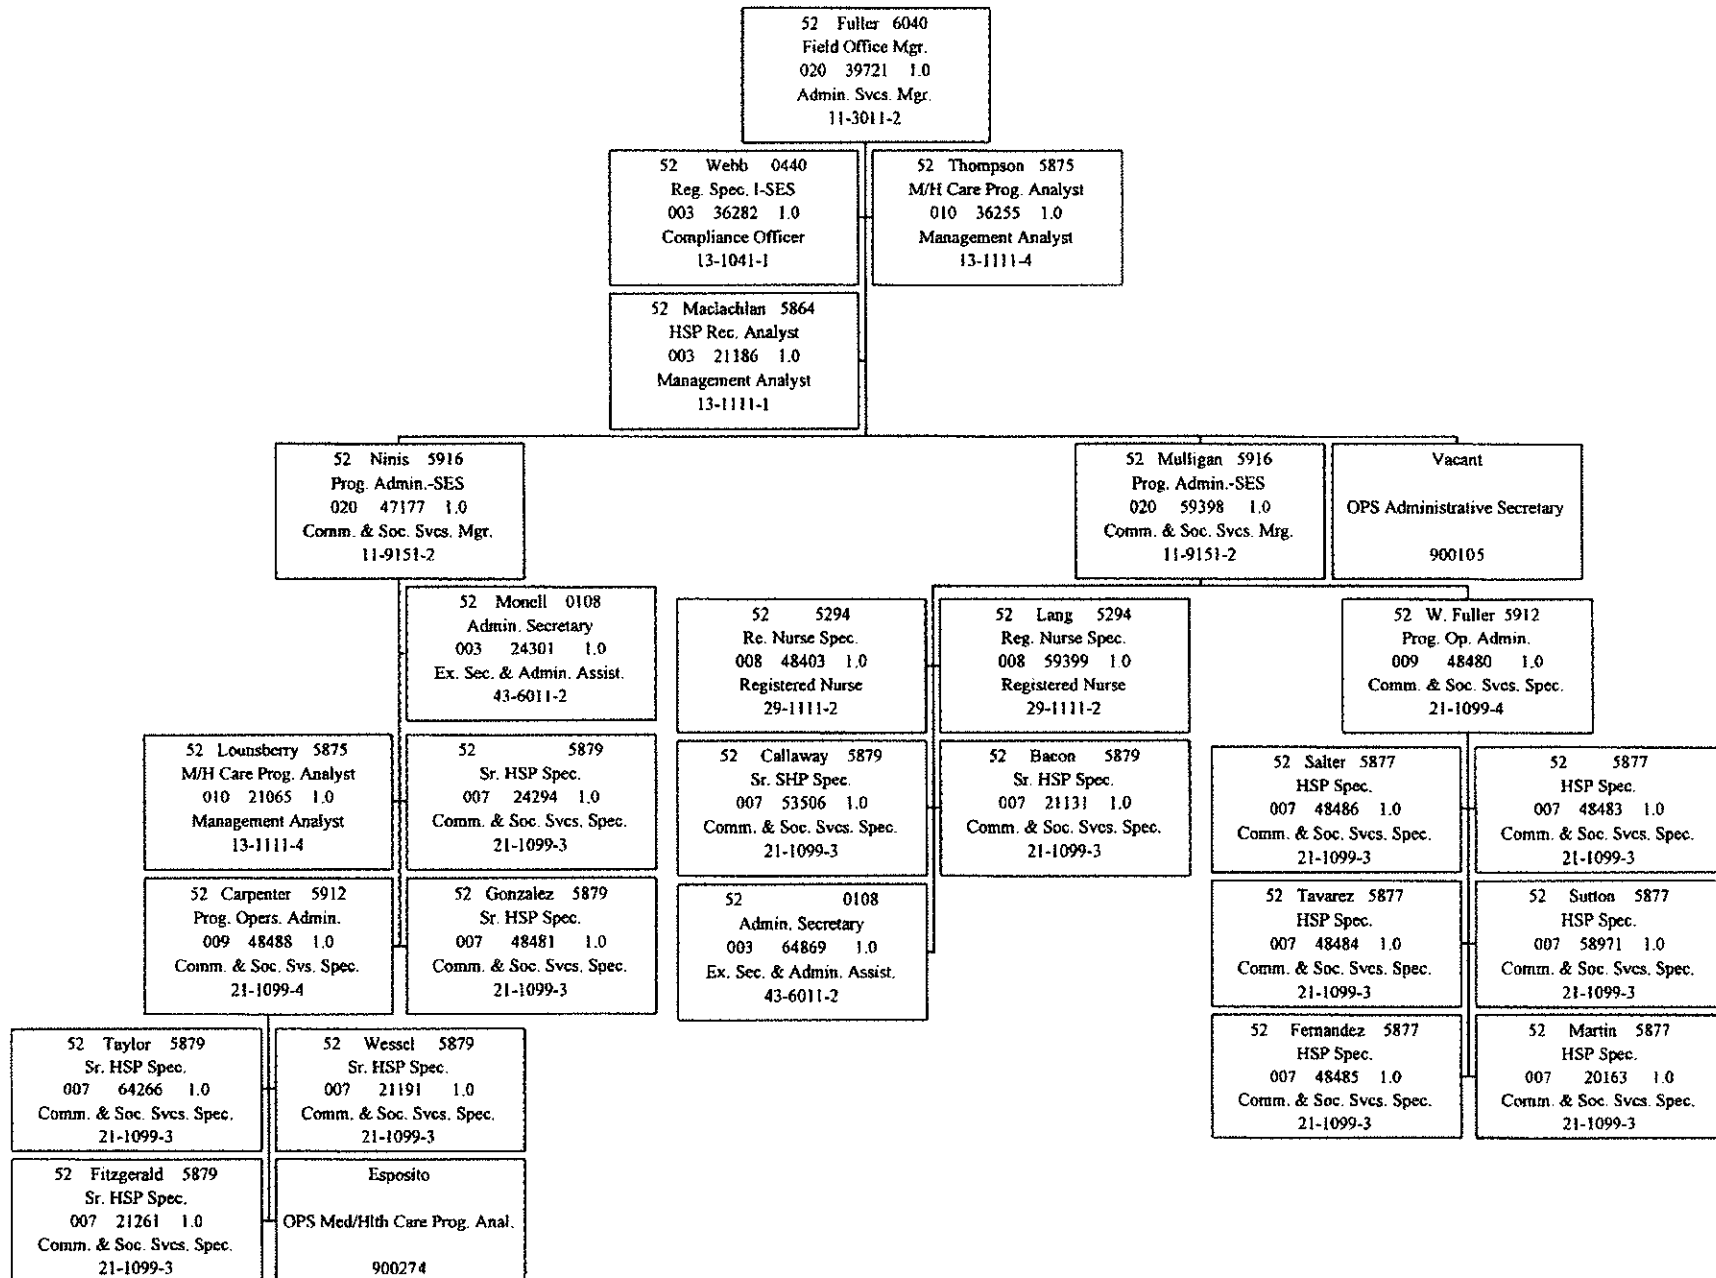 52 Fuller 6040
Field Office Mgr.
020 39721 1.0
Admin. Svcs. Mgr.
11-3011-2
52 Webb 0440
Reg. Spec. I-SES
003 36282 1.0
Compliance Officer
13-1041-1
52 Thompson 5875
M/H Care Prog. Analyst
010 36255 1.0
Management Analyst
13-1111-4
52 Maclachlan 5864
HSP Rec. Analyst
003 21186 1.0
Management Analyst
13-1111-1
52 Ninis 5916
Prog. Admin.-SES
020 47177 1.0
Comm. & Soc. Svcs. Mgr.
11-9151-2
52 Mulligan 5916
Prog. Admin.-SES
020 59398 1.0
Comm. & Soc. Svcs. Mrg.
11-9151-2
Vacant
OPS Administrative Secretary
900105
52 Monell 0108
Admin. Secretary
003 24301 1.0
Ex. Sec. & Admin. Assist.
43-6011-2
52 5294
Re. Nurse Spec.
008 48403 1.0
Registered Nurse
29-1111-2
52 Lang 5294
Reg. Nurse Spec.
008 59399 1.0
Registered Nurse
29-1111-2
52 W. Fuller 5912
Prog. Op. Admin.
009 48480 1.0
Comm. & Soc. Svcs. Spec.
21-1099-4
52 Lounsberry 5875
M/H Care Prog. Analyst
010 21065 1.0
Management Analyst
13-1111-4
52 5879
Sr. HSP Spec.
007 24294 1.0
Comm. & Soc. Svcs. Spec.
21-1099-3
52 Callaway 5879
Sr. SHP Spec.
007 53506 1.0
Comm. & Soc. Svcs. Spec.
21-1099-3
52 Bacon 5879
Sr. HSP Spec.
007 21131 1.0
Comm. & Soc. Svcs. Spec.
21-1099-3
52 Salter 5877
HSP Spec.
007 48486 1.0
Comm. & Soc. Svcs. Spec.
21-1099-3
52 5877
HSP Spec.
007 48483 1.0
Comm. & Soc. Svcs. Spec.
21-1099-3
52 Carpenter 5912
Prog. Opers. Admin.
009 48488 1.0
Comm. & Soc. Svs. Spec.
21-1099-4
52 Gonzalez 5879
Sr. HSP Spec.
007 48481 1.0
Comm. & Soc. Svcs. Spec.
21-1099-3
52 0108
Admin. Secretary
003 64869 1.0
Ex. Sec. & Admin. Assist.
43-6011-2
52 Tavarez 5877
HSP Spec.
007 48484 1.0
Comm. & Soc. Svcs. Spec.
21-1099-3
52 Sutton 5877
HSP Spec.
007 58971 1.0
Comm. & Soc. Svcs. Spec.
21-1099-3
52 Taylor 5879
Sr. HSP Spec.
007 64266 1.0
Comm. & Soc. Svcs. Spec.
21-1099-3
52 Wessel 5879
Sr. HSP Spec.
007 21191 1.0
Comm. & Soc. Svcs. Spec.
21-1099-3
52 Fernandez 5877
HSP Spec.
007 48485 1.0
Comm. & Soc. Svcs. Spec.
21-1099-3
52 Martin 5877
HSP Spec.
007 20163 1.0
Comm. & Soc. Svcs. Spec.
21-1099-3
52 Fitzgerald 5879
Sr. HSP Spec.
007 21261 1.0
Comm. & Soc. Svcs. Spec.
21-1099-3
Esposito
OPS Med/Hlth Care Prog. Anal.
900274